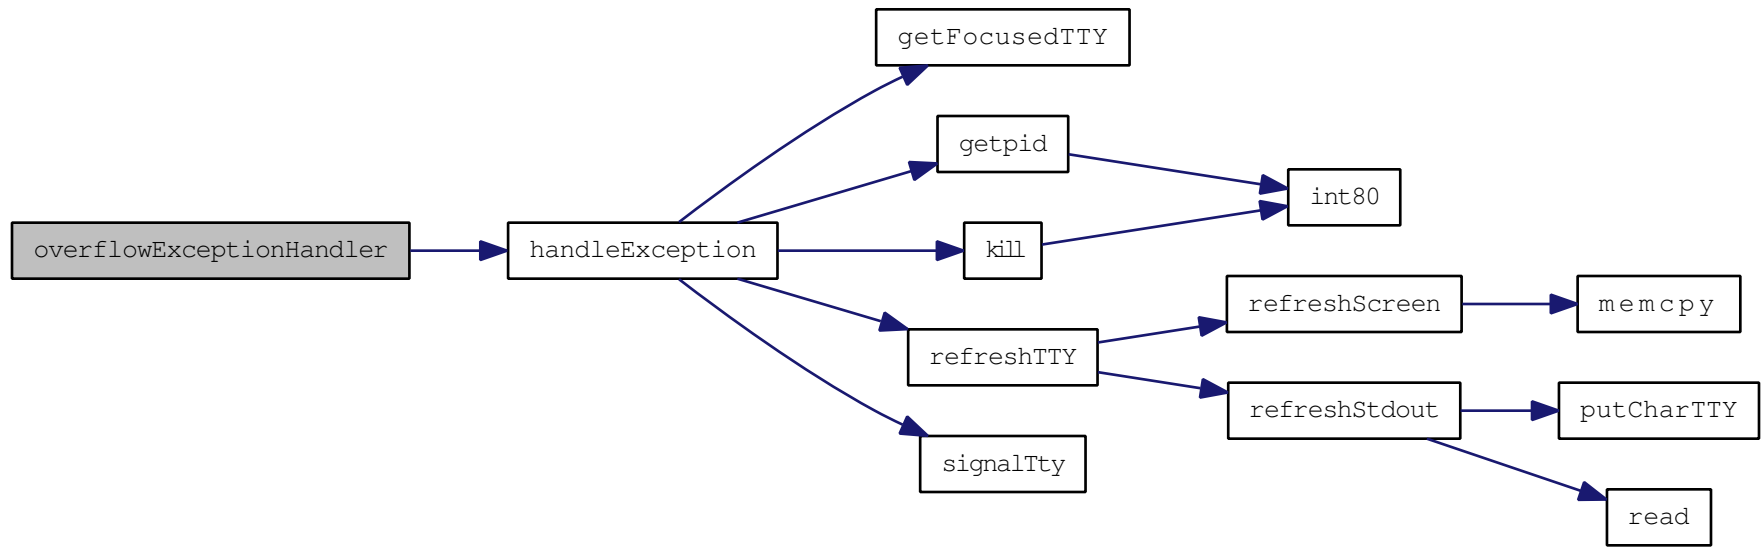 getFocusedTTY
getpid
int80
overflowExceptionHandler
handleException
kill
refreshScreen
memcpy
refreshTTY
refreshStdout
putCharTTY
signalTty
read